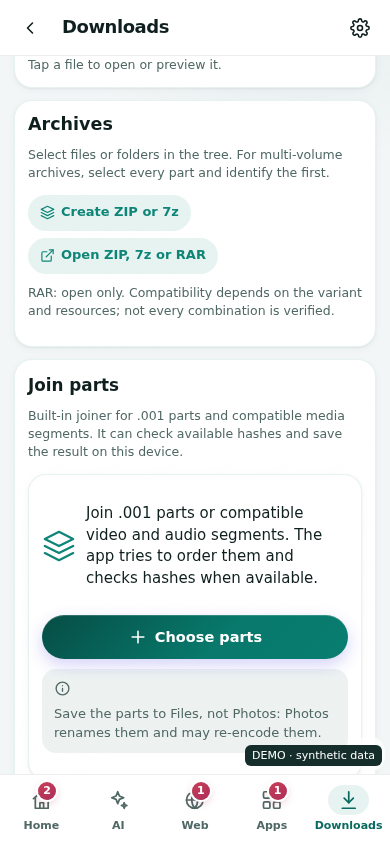 Downloads
Tap a file to open or preview it.
Archives
Select files or folders in the tree. For multi-volume
archives, select every part and identify the first.
Create ZIP or 7z
Open ZIP, 7z or RAR
RAR: open only. Compatibility depends on the variant
and resources; not every combination is verified.
Join parts
Built-in joiner for .001 parts and compatible media
segments. It can check available hashes and save
the result on this device.
Join .001 parts or compatible
video and audio segments. The
app tries to order them and
checks hashes when available.
Choose parts
Save the parts to Files, not Photos: Photos
renames them and may re-encode them.
DEMO · synthetic data
2
1
1
Home
AI
Web
Apps
Downloads